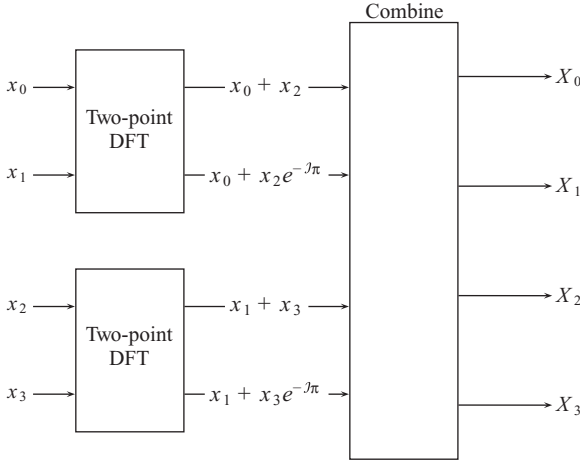 Combine
x₀
x₀ + x₂
X₀
Two-point
DFT
x₁
x₀ + x₂e^{−𝒥π}
X₁
x₂
x₁ + x₃
X₂
Two-point
DFT
x₃
x₁ + x₃e^{−𝒥π}
X₃